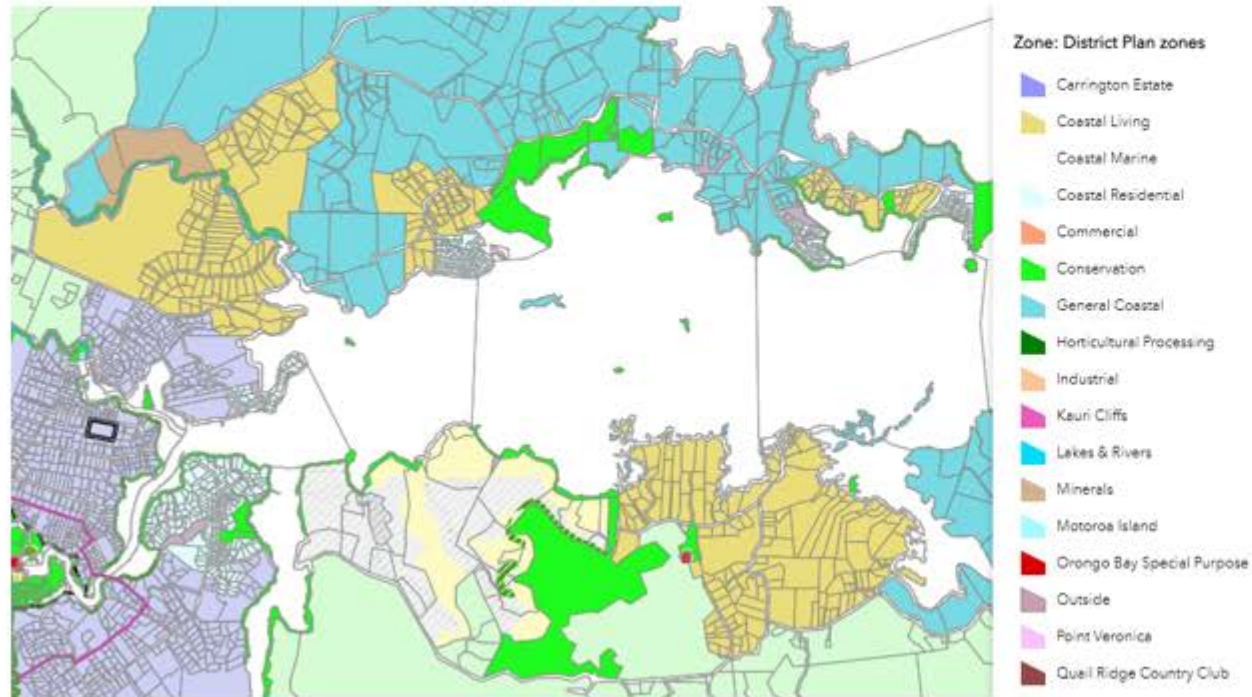 Zone: District Plan zones
Carrington Estate
Coastal Living
Coastal Marine
Coastal Residential
Commercial
Conservation
General Coastal
Horticultural Processing
Industrial
Kauri Cliffs
Lakes & Rivers
Minerals
Motoroa Island
Orongo Bay Special Purpose
Outside
Point Veronica
Quail Ridge Country Club